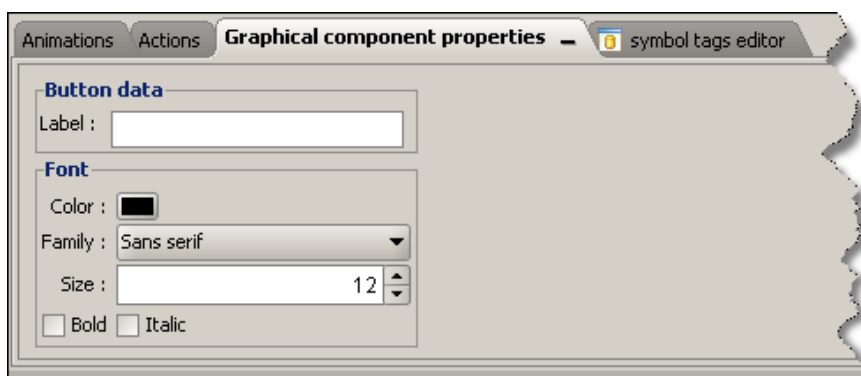 Animations Actions Graphical component properties symbol tags editor
Button data
Label :
Font
Color :
Family : Sans serif
Size : 12
Bold Italic